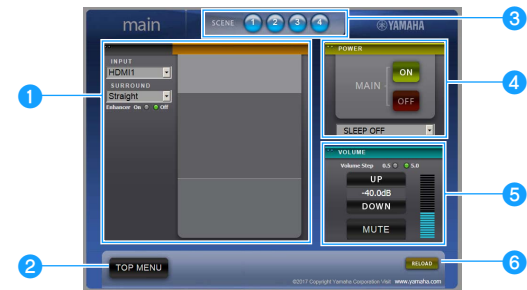 main
SCENE 1 2 3 4
YAMAHA
3
POWER
INPUT
HDMI1
SURROUND
Straight
Enhancer On Off
1
MAIN
ON
OFF
SLEEP OFF
4
VOLUME
Volume Step 0.5 5.0
UP
-40.0dB
DOWN
MUTE
5
2
TOP MENU
RELOAD
6
©2017 Copyright Yamaha Corporation Visit www.yamaha.com